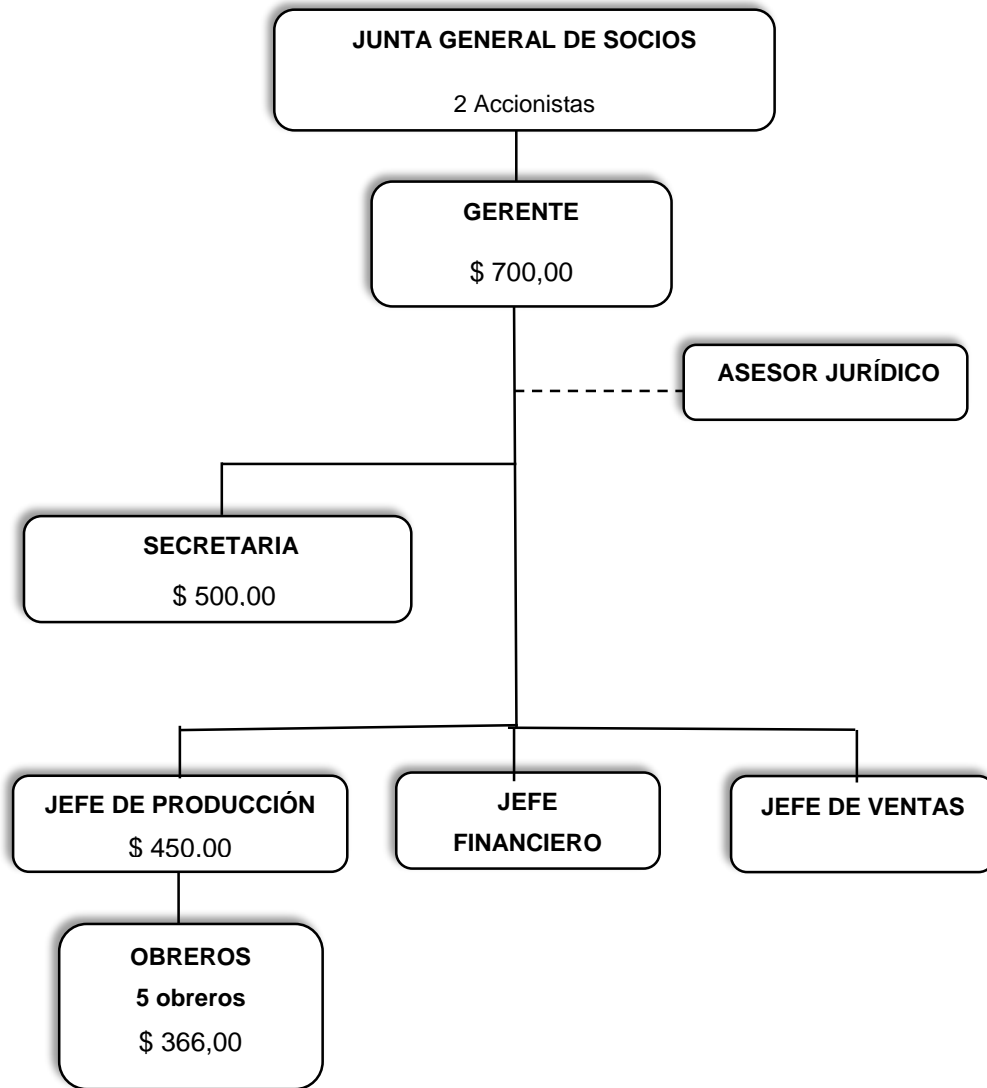 JUNTA GENERAL DE SOCIOS
2 Accionistas
GERENTE
$ 700,00
ASESOR JURÍDICO
SECRETARIA
$ 500,00
JEFE DE PRODUCCIÓN
$ 450,00
JEFE
FINANCIERO
JEFE DE VENTAS
OBREROS
5 obreros
$ 366,00